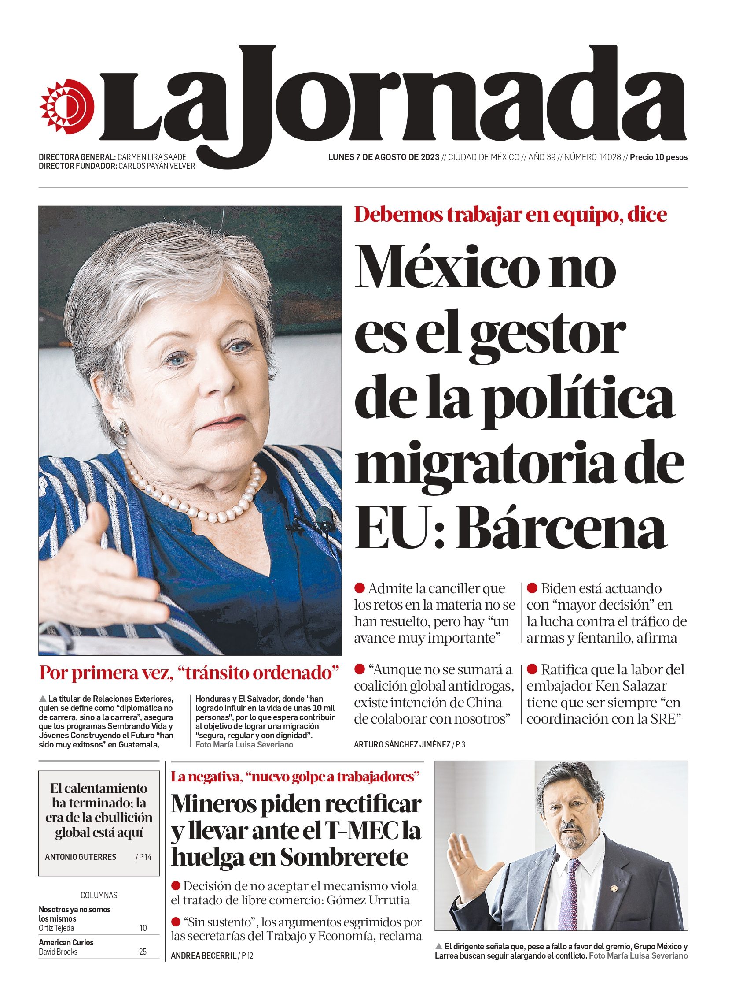 La Jornada
DIRECTORA GENERAL: CARMEN LIRA SAADE
DIRECTOR FUNDADOR: CARLOS PAYÁN VELVER
LUNES 7 DE AGOSTO DE 2023 // CIUDAD DE MÉXICO // AÑO 39 // NÚMERO 14028 // Precio 10 pesos
Debemos trabajar en equipo, dice
México no
es el gestor
de la política
migratoria de
EU: Bárcena
● Admite la canciller que
los retos en la materia no se
han resuelto, pero hay “un
avance muy importante”
● “Aunque no se sumará a
coalición global antidrogas,
existe intención de China
de colaborar con nosotros”
● Biden está actuando
con “mayor decisión” en
la lucha contra el tráfico de
armas y fentanilo, afirma
● Ratifica que la labor del
embajador Ken Salazar
tiene que ser siempre “en
coordinación con la SRE”
ARTURO SÁNCHEZ JIMÉNEZ / P 3
Por primera vez, “tránsito ordenado”
▲ La titular de Relaciones Exteriores,
quien se define como “diplomática no
de carrera, sino a la carrera”, asegura
que los programas Sembrando Vida y
Jóvenes Construyendo el Futuro “han
sido muy exitosos” en Guatemala,
Honduras y El Salvador, donde “han
logrado influir en la vida de unas 10 mil
personas”, por lo que espera contribuir
al objetivo de lograr una migración
“segura, regular y con dignidad”.
Foto María Luisa Severiano
El calentamiento
ha terminado; la
era de la ebullición
global está aquí
ANTONIO GUTERRES / P 14
COLUMNAS
Nosotros ya no somos
los mismos
Ortiz Tejeda 10
American Curios
David Brooks 25
La negativa, “nuevo golpe a trabajadores”
Mineros piden rectificar
y llevar ante el T-MEC la
huelga en Sombrerete
● Decisión de no aceptar el mecanismo viola
el tratado de libre comercio: Gómez Urrutia
● “Sin sustento”, los argumentos esgrimidos por
las secretarías del Trabajo y Economía, reclama
ANDREA BECERRIL / P 12
▲ El dirigente señala que, pese a fallo a favor del gremio, Grupo México y
Larrea buscan seguir alargando el conflicto. Foto María Luisa Severiano